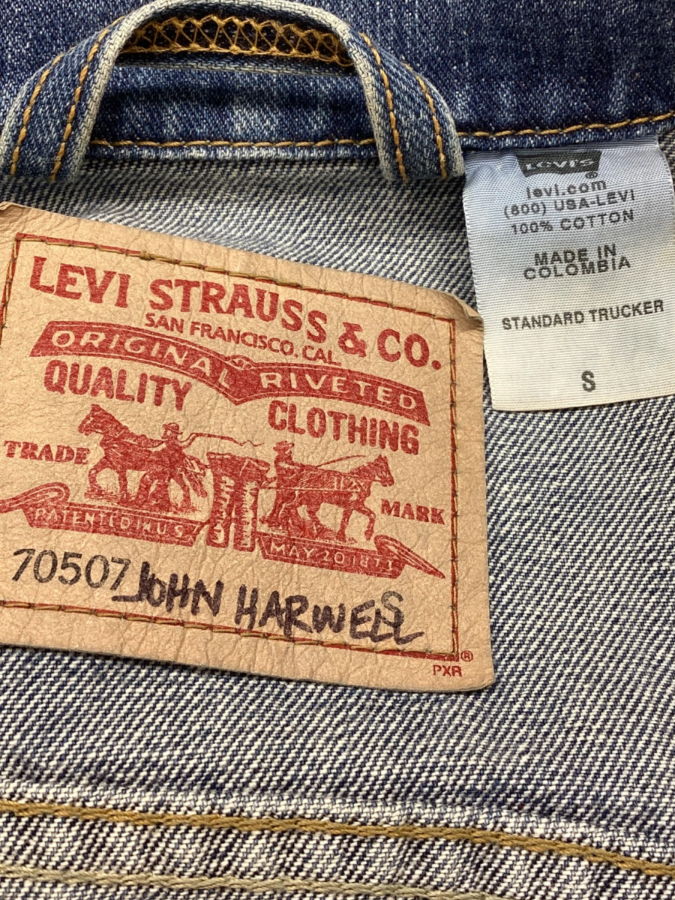 LEVI STRAUSS & CO.
SAN FRANCISCO, CAL.
ORIGINAL RIVETED
QUALITY CLOTHING
TRADE MARK
PATENTED IN U.S. MAY 20 1873
70507 JOHN HARWELL S
®
PXR
LEVI'S
levi.com
(800) USA-LEVI
100% COTTON
MADE IN
COLOMBIA
STANDARD TRUCKER
S